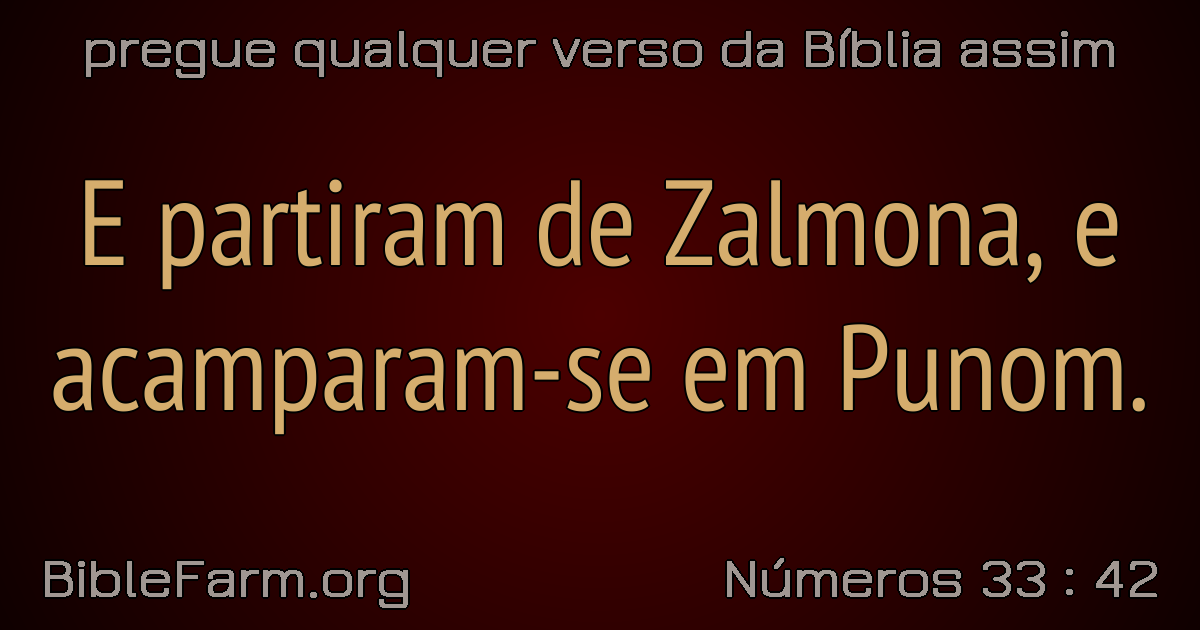 pregue qualquer verso da Bíblia assim
E partiram de Zalmona, e
acamparam-se em Punom.
BibleFarm.org
Números 33 : 42